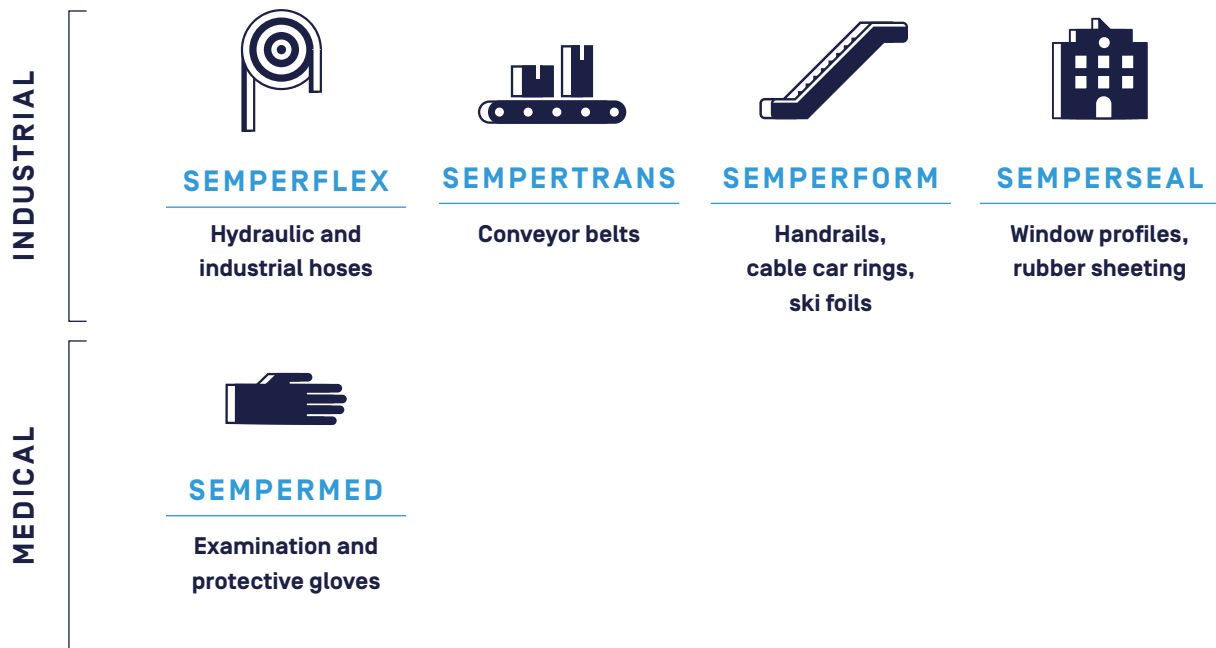 INDUSTRIAL
SEMPERFLEX
Hydraulic and
industrial hoses
SEMPERTRANS
Conveyor belts
SEMPERFORM
Handrails,
cable car rings,
ski foils
SEMPERSEAL
Window profiles,
rubber sheeting
MEDICAL
SEMPERMED
Examination and
protective gloves